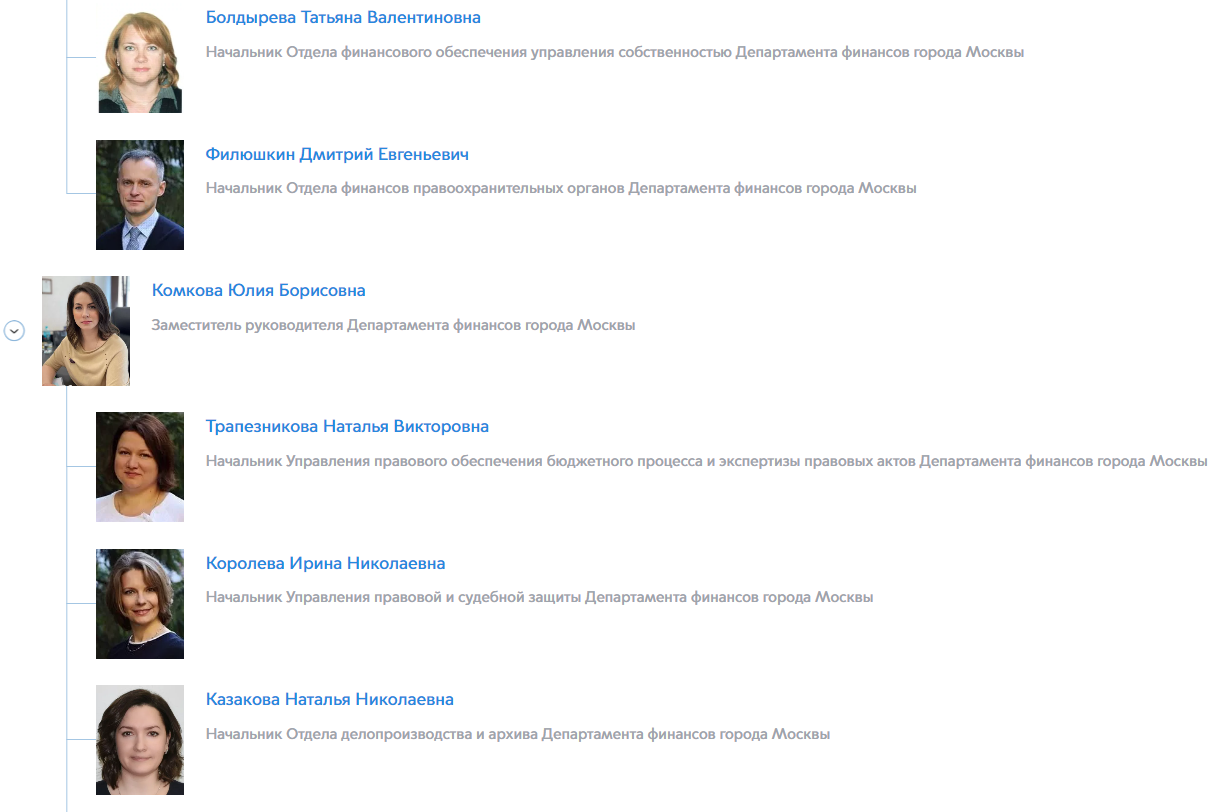 Болдырева Татьяна Валентиновна
Начальник Отдела финансового обеспечения управления собственностью Департамента финансов города Москвы
Филюшкин Дмитрий Евгеньевич
Начальник Отдела финансов правоохранительных органов Департамента финансов города Москвы
Комкова Юлия Борисовна
Заместитель руководителя Департамента финансов города Москвы
Трапезникова Наталья Викторовна
Начальник Управления правового обеспечения бюджетного процесса и экспертизы правовых актов Департамента финансов города Москвы
Королева Ирина Николаевна
Начальник Управления правовой и судебной защиты Департамента финансов города Москвы
Казакова Наталья Николаевна
Начальник Отдела делопроизводства и архива Департамента финансов города Москвы